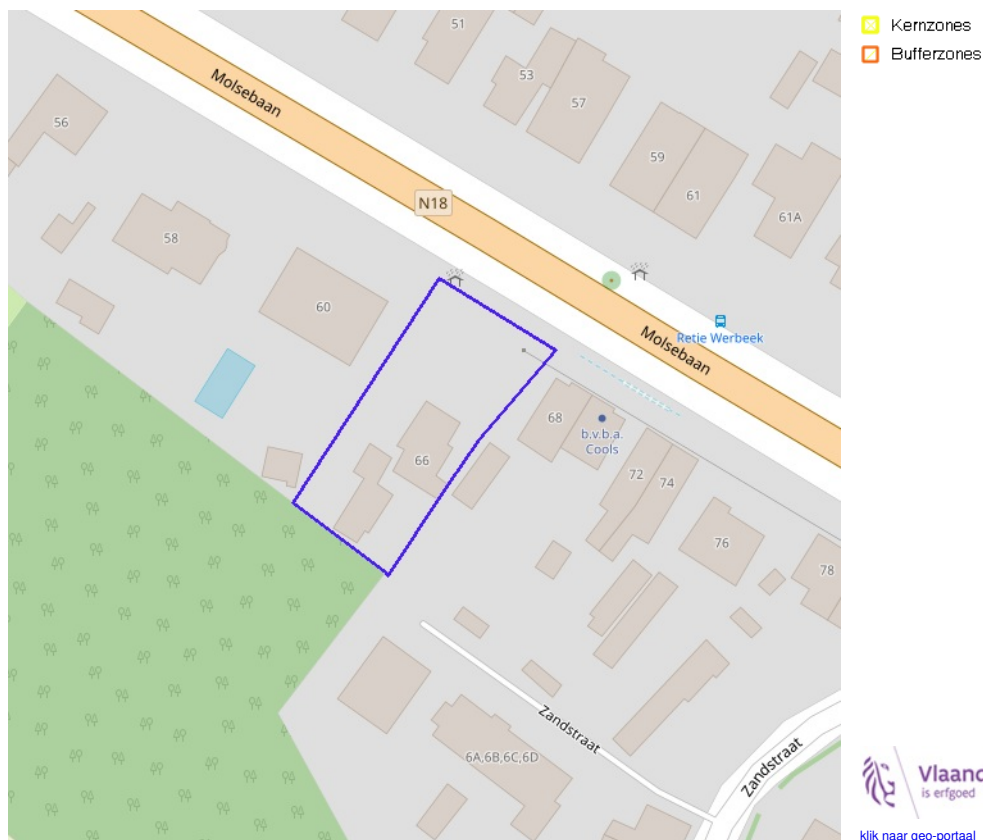 Kernzones
Bufferzones
51
53
57
Molsebaan
56
59
61
N18
61A
58
60
Retie Werbeek
Molsebaan
68
b.v.b.a.
Cools
66
72
74
76
78
Zandstraat
6A,6B,6C,6D
Zandstraat
Vlaand
is erfgoed
klik naar geo-portaal